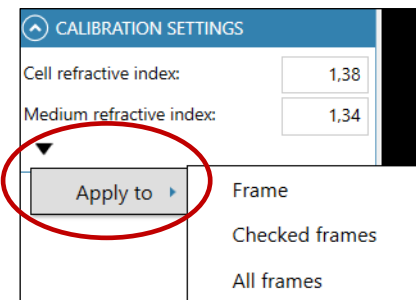 CALIBRATION SETTINGS
Cell refractive index: 1,38
Medium refractive index: 1,34
Apply to
Frame
Checked frames
All frames